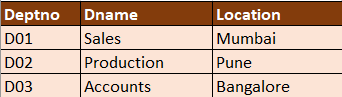 Deptno Dname Location
D01 Sales Mumbai
D02 Production Pune
D03 Accounts Bangalore